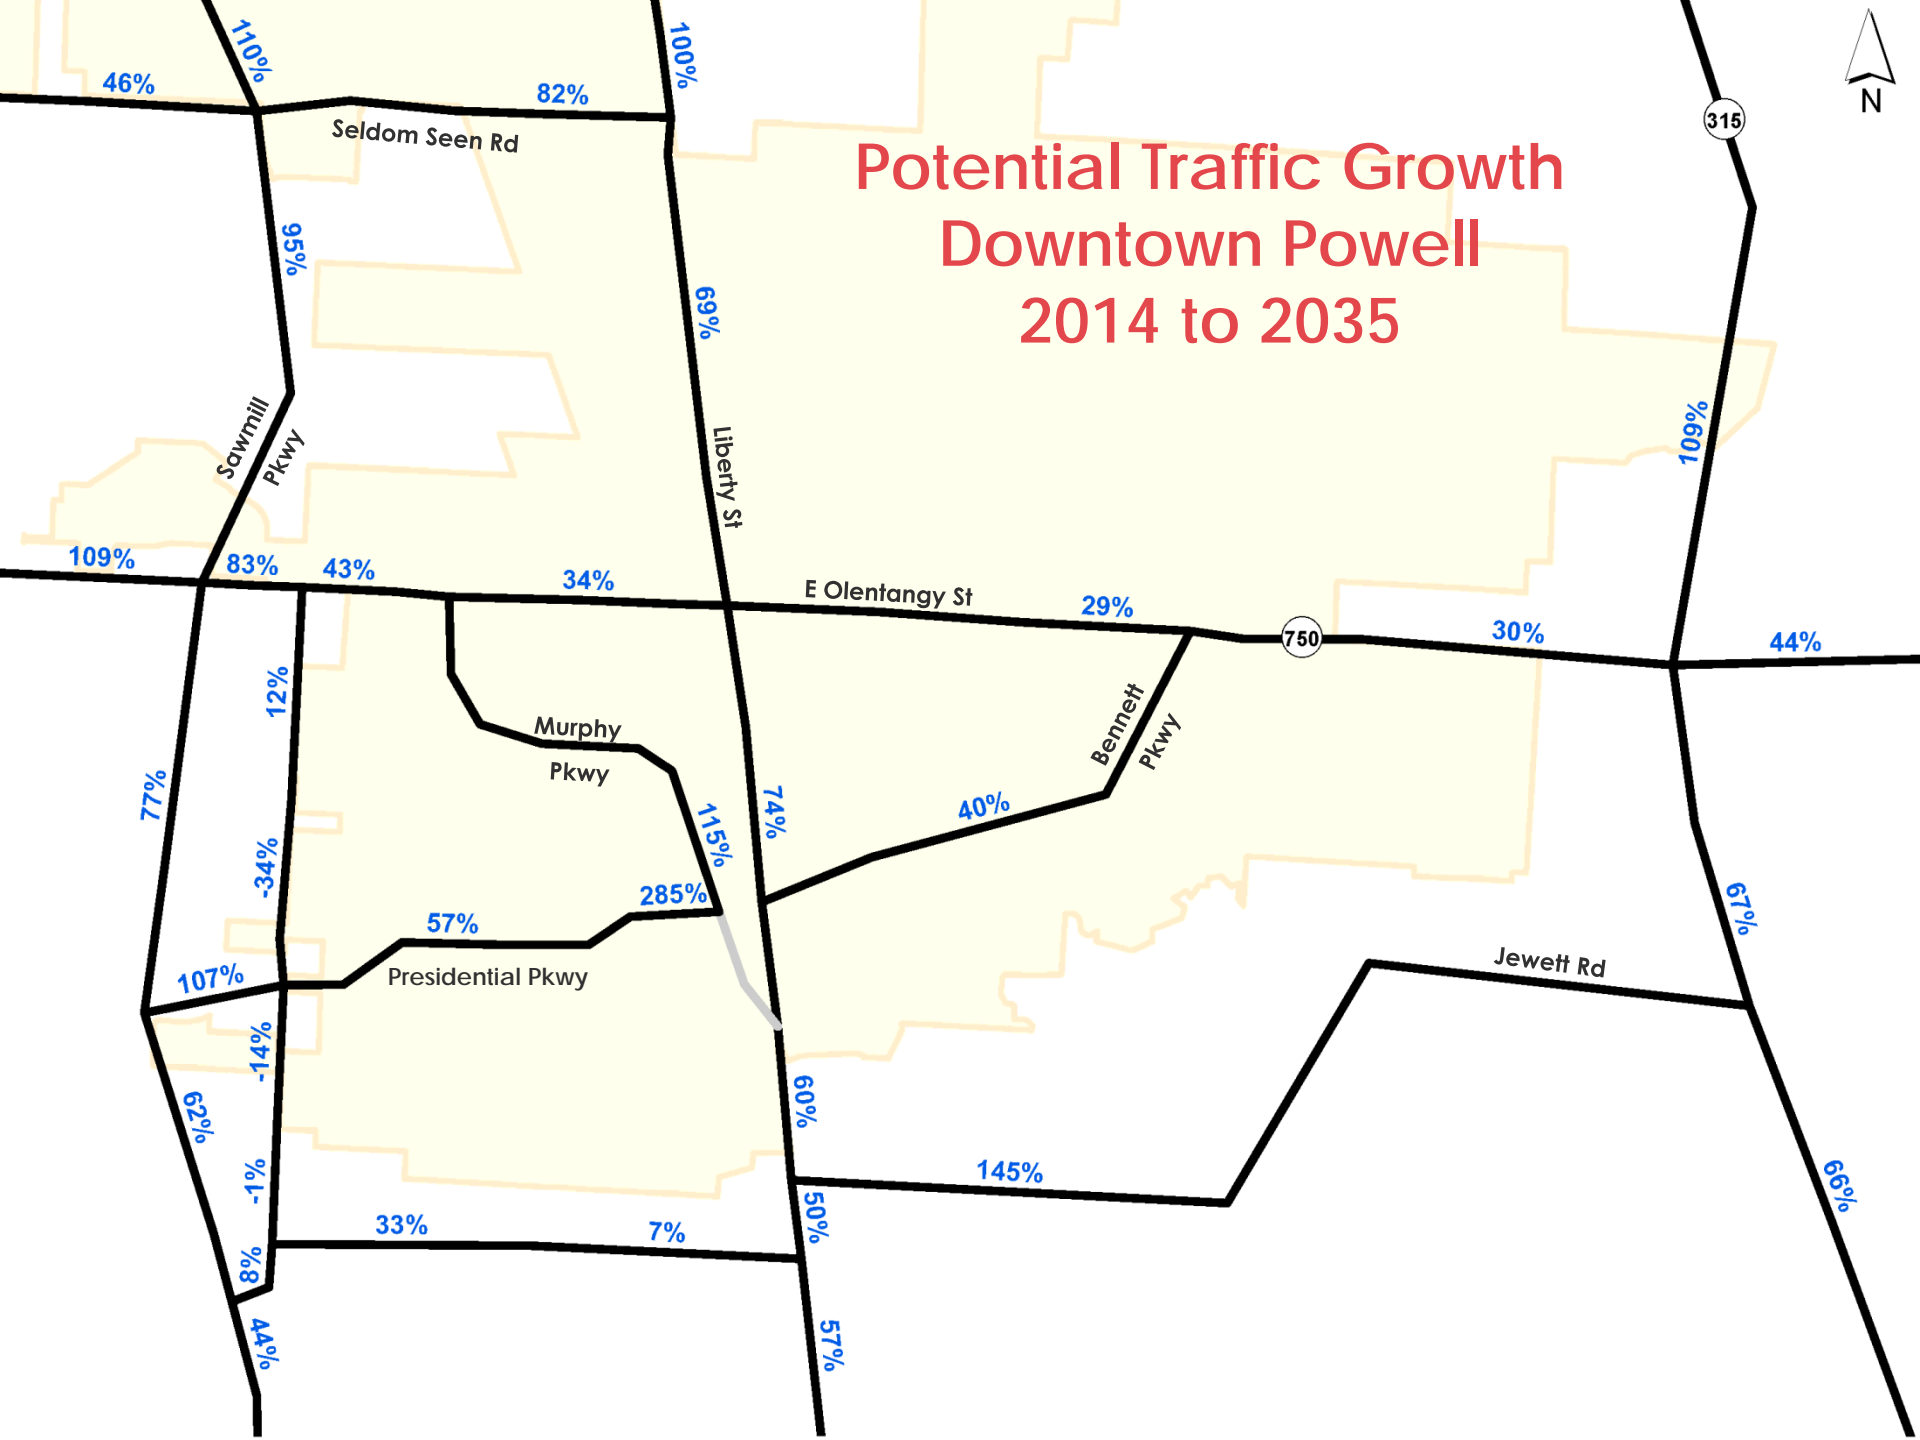 110%
100%
46%
82%
Seldom Seen Rd
315
N
Potential Traffic Growth
Downtown Powell
2014 to 2035
95%
69%
109%
Sawmill
Pkwy
Liberty St
109%
83%
43%
34%
E Olentangy St
29%
750
30%
44%
12%
Murphy
Pkwy
Bennett
Pkwy
77%
74%
115%
40%
-34%
285%
57%
67%
107%
Presidential Pkwy
Jewett Rd
-14%
62%
60%
-1%
145%
66%
50%
33%
7%
8%
44%
57%